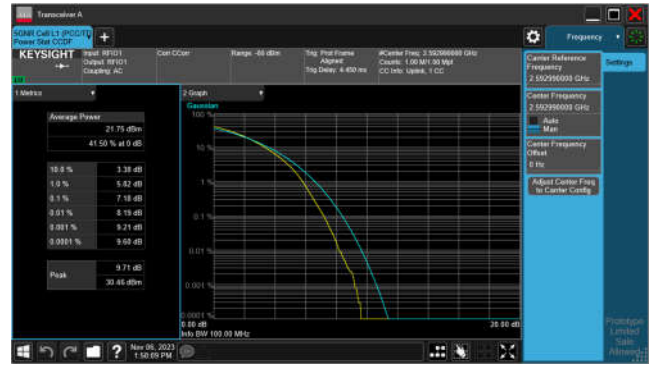 Transceiver A
5GNR Cell L1 (PCC/TD
Power Stat CCDF
Frequency
KEYSIGHT
Input: RFIO1
Output: RFIO1
Coupling: AC
Corr CCorr
Range: -66 dBm
Trig: Prid Frame
Aligned
Trig Delay: 4.450 ms
#Carrier Freq: 2.592990000 GHz
Counts: 1.00 M/1.00 Mpt
CC Info: Uplink, 1 CC
1 Metrics
Average Power
21.75 dBm
41.50 % at 0 dB
10.0 % 3.38 dB
1.0 % 5.82 dB
0.1 % 7.18 dB
0.01 % 8.19 dB
0.001 % 9.21 dB
0.0001 % 9.60 dB
Peak
9.71 dB
30.46 dBm
2 Graph
Gaussian
100 %
10 %
1 %
0.1 %
0.01 %
0.001 %
0.0001 %
0.00 dB
20.00 dB
Info BW 100.00 MHz
Carrier Reference
Frequency
2.592990000 GHz
Settings
Center Frequency
2.592990000 GHz
Auto
Man
Center Frequency
Offset
0 Hz
Adjust Center Freq
to Carrier Config
Prototype
Limited
Sale
Allowed
?
Nov 06, 2023
1:50:09 PM